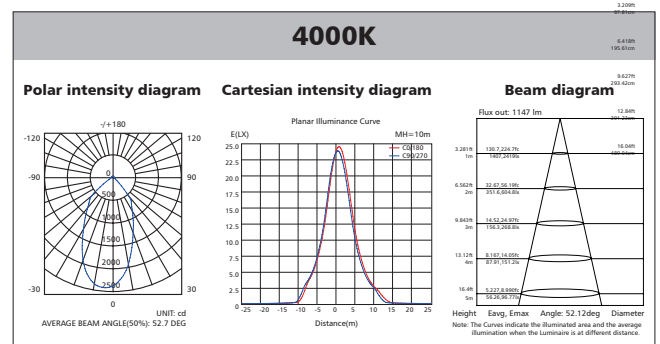 4000K
Polar intensity diagram
-/+180
-120
120
-90
90
0
500
1000
1500
2000
2500
-30
30
0
UNIT: cd
AVERAGE BEAM ANGLE(50%): 52.7 DEG
Cartesian intensity diagram
Planar Illuminance Curve
E(LX)
MH=10m
C0/180
C90/270
25.0
22.5
20.0
17.5
15.0
12.5
10.0
7.5
5.0
2.5
0
-25 -20 -15 -10 -5 0 5 10 15 20 25
Distance(m)
Beam diagram
Flux out: 1147 lm
3.209ft
97.81cm
6.418ft
195.61cm
9.627ft
293.42cm
12.84ft
16.04ft
3.281ft
1m
130.7,224.7fc
1407,2419lx
6.562ft
2m
32.67,56.19fc
351.6,604.8lx
9.843ft
3m
14.52,24.97fc
156.3,268.8lx
13.12ft
4m
8.167,14.05fc
87.91,151.2lx
16.4ft
5m
5.227,8.990fc
56.26,96.77lx
Height Eavg, Emax Angle: 52.12deg Diameter
Note: The Curves indicate the illuminated area and the average
illumination when the Luminaire is at different distance.